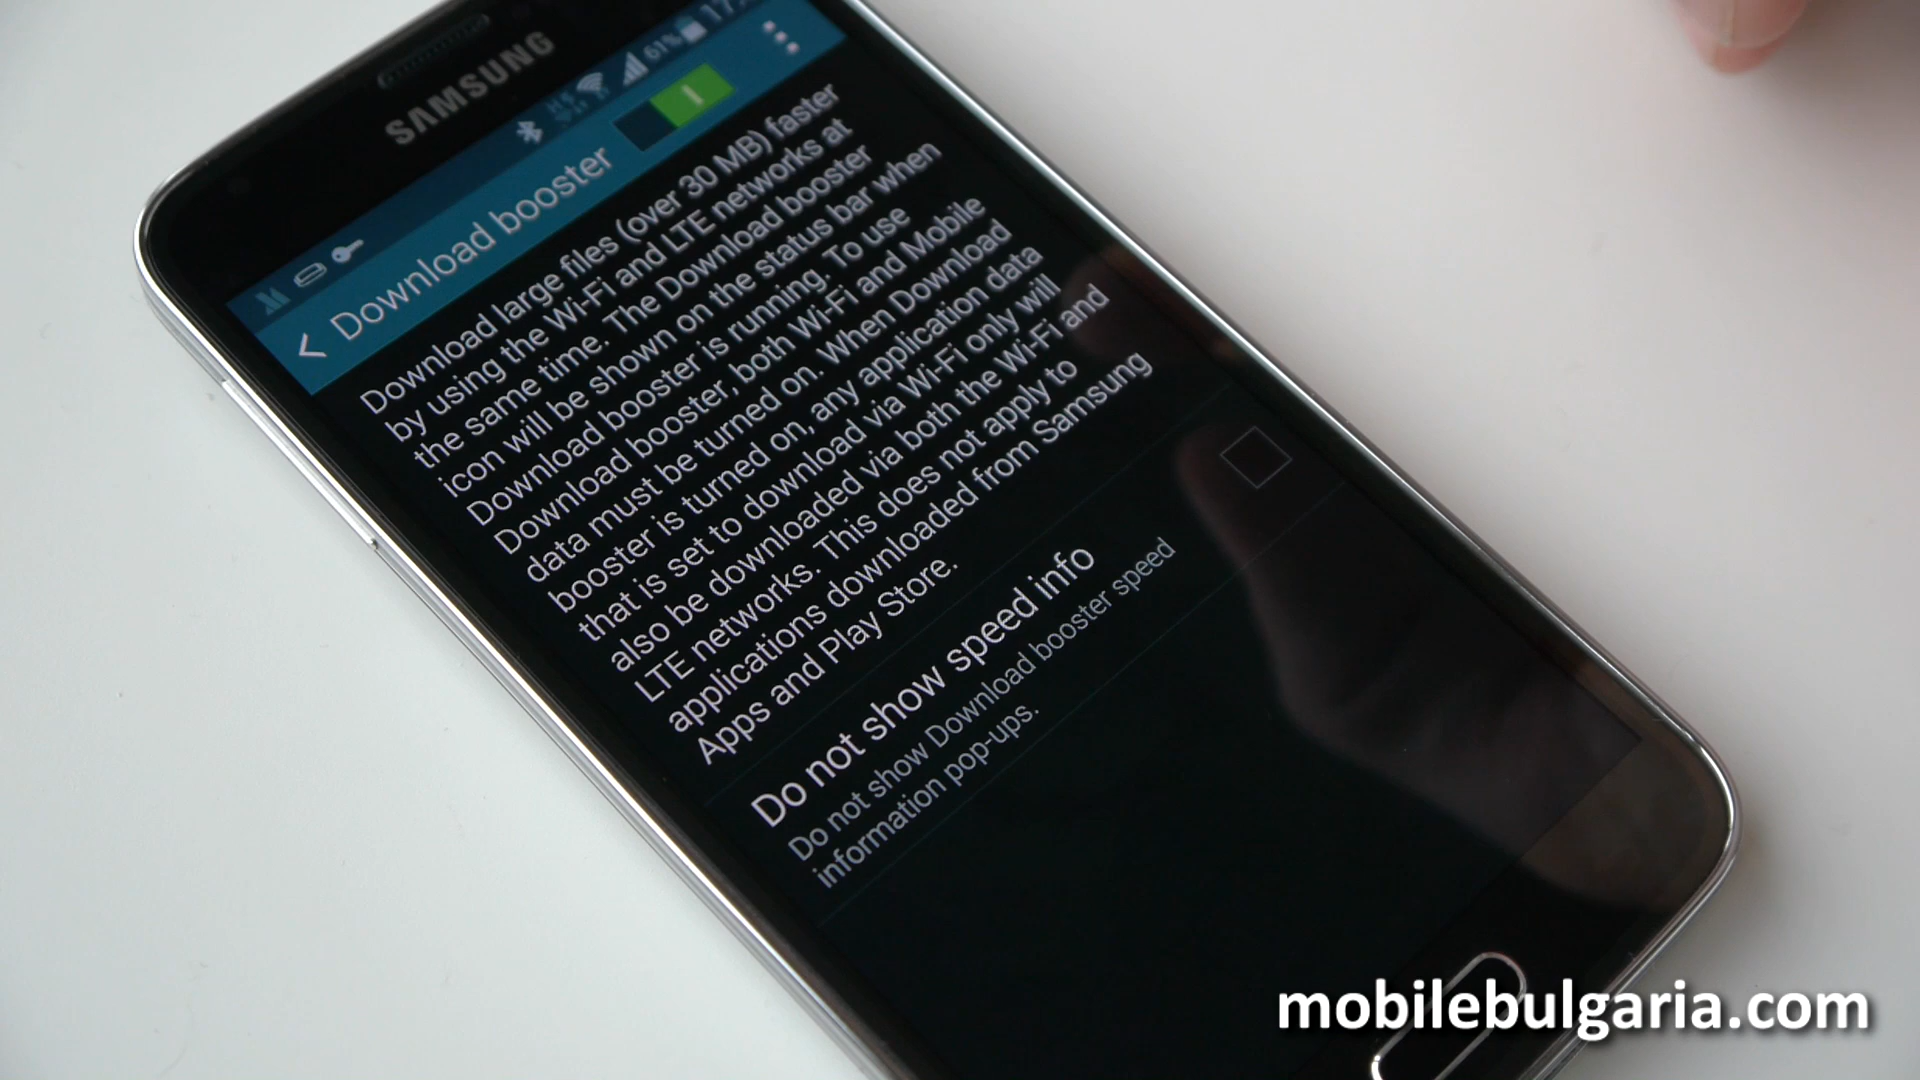 SAMSUNG
61% 17
Download booster
Download large files (over 30 MB) faster
by using the Wi-Fi and LTE networks at
the same time. The Download booster
icon will be shown on the status bar when
Download booster is running. To use
Download booster, both Wi-Fi and Mobile
data must be turned on. When Download
booster is turned on, any application data
that is set to download via Wi-Fi only will
also be downloaded via both the Wi-Fi and
LTE networks. This does not apply to
applications downloaded from Samsung
Apps and Play Store.
Do not show speed info
Do not show Download booster speed
information pop-ups.
mobilebulgaria.com